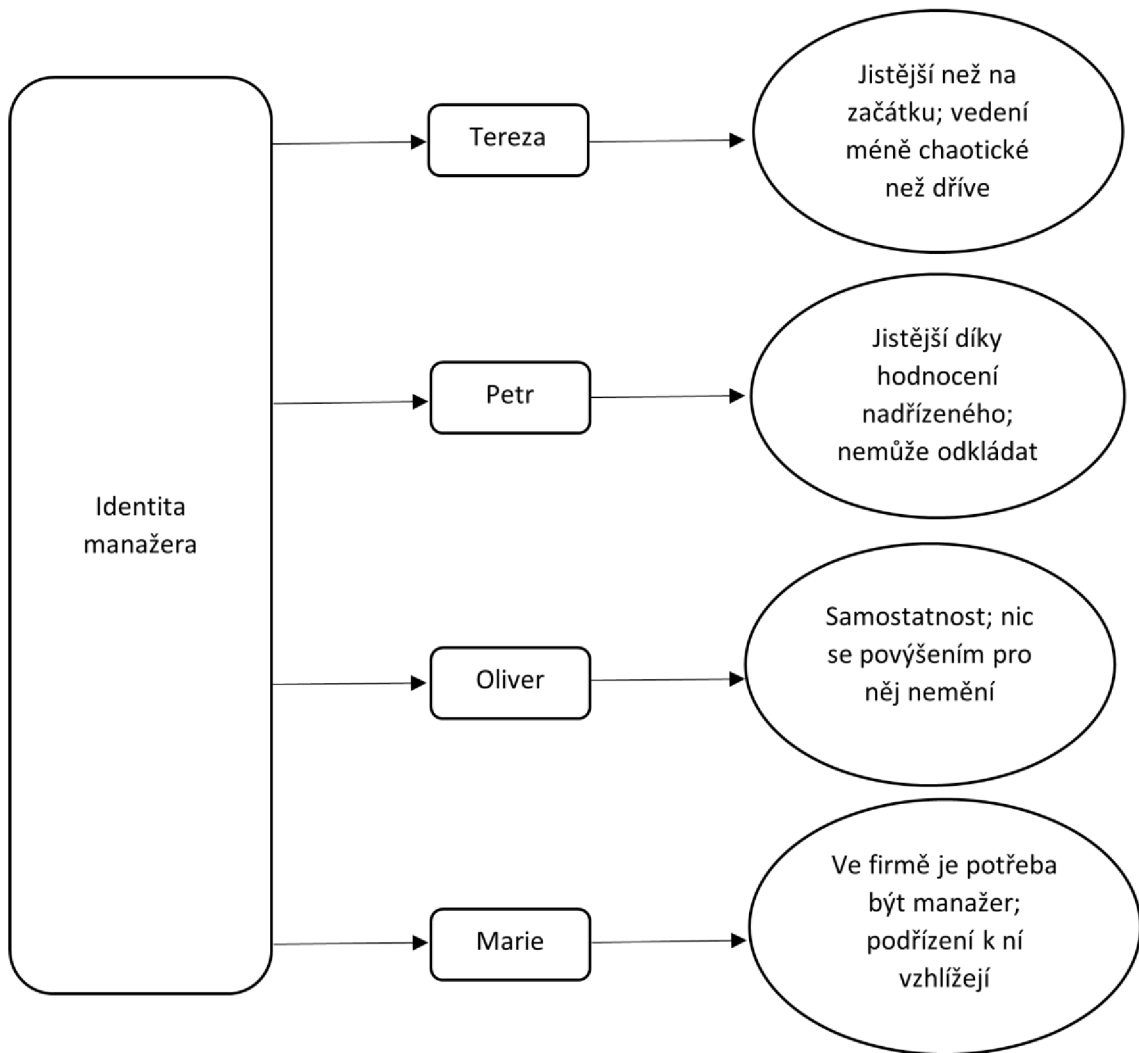 Identita
manažera
Tereza
Jistější než na
začátku; vedení
méně chaotické
než dříve
Petr
Jistější díky
hodnocení
nadřízeného;
nemůže odkládat
Oliver
Samostatnost; nic
se povýšením pro
něj nemění
Marie
Ve firmě je potřeba
být manažer;
podřízení k ní
vzhlížejí